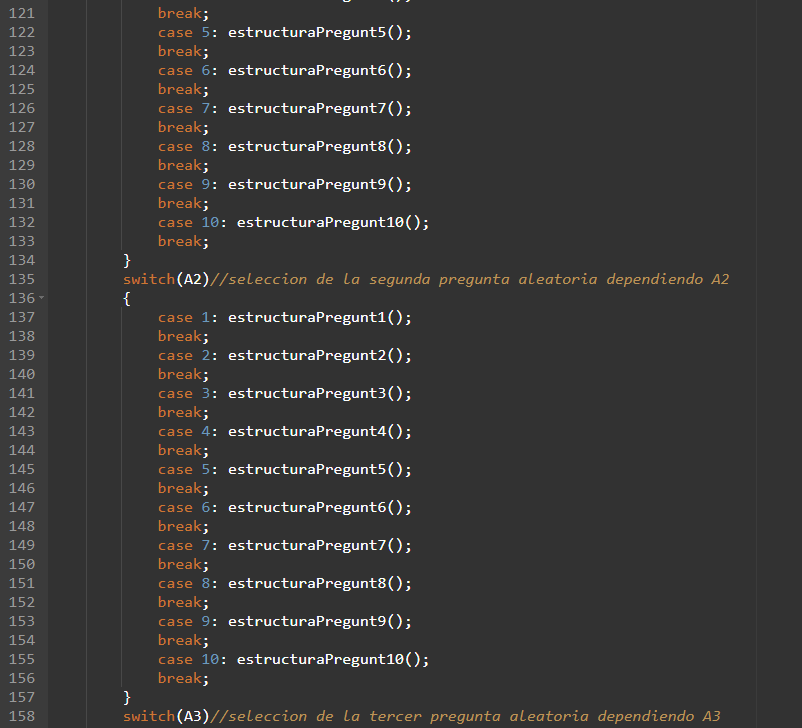 121 break;
122 case 5: estructuraPregunt5();
123 break;
124 case 6: estructuraPregunt6();
125 break;
126 case 7: estructuraPregunt7();
127 break;
128 case 8: estructuraPregunt8();
129 break;
130 case 9: estructuraPregunt9();
131 break;
132 case 10: estructuraPregunt10();
133 break;
134 }
135 switch(A2)//seleccion de la segunda pregunta aleatoria dependiendo A2
136 {
137 case 1: estructuraPregunt1();
138 break;
139 case 2: estructuraPregunt2();
140 break;
141 case 3: estructuraPregunt3();
142 break;
143 case 4: estructuraPregunt4();
144 break;
145 case 5: estructuraPregunt5();
146 break;
147 case 6: estructuraPregunt6();
148 break;
149 case 7: estructuraPregunt7();
150 break;
151 case 8: estructuraPregunt8();
152 break;
153 case 9: estructuraPregunt9();
154 break;
155 case 10: estructuraPregunt10();
156 break;
157 }
158 switch(A3)//seleccion de la tercer pregunta aleatoria dependiendo A3